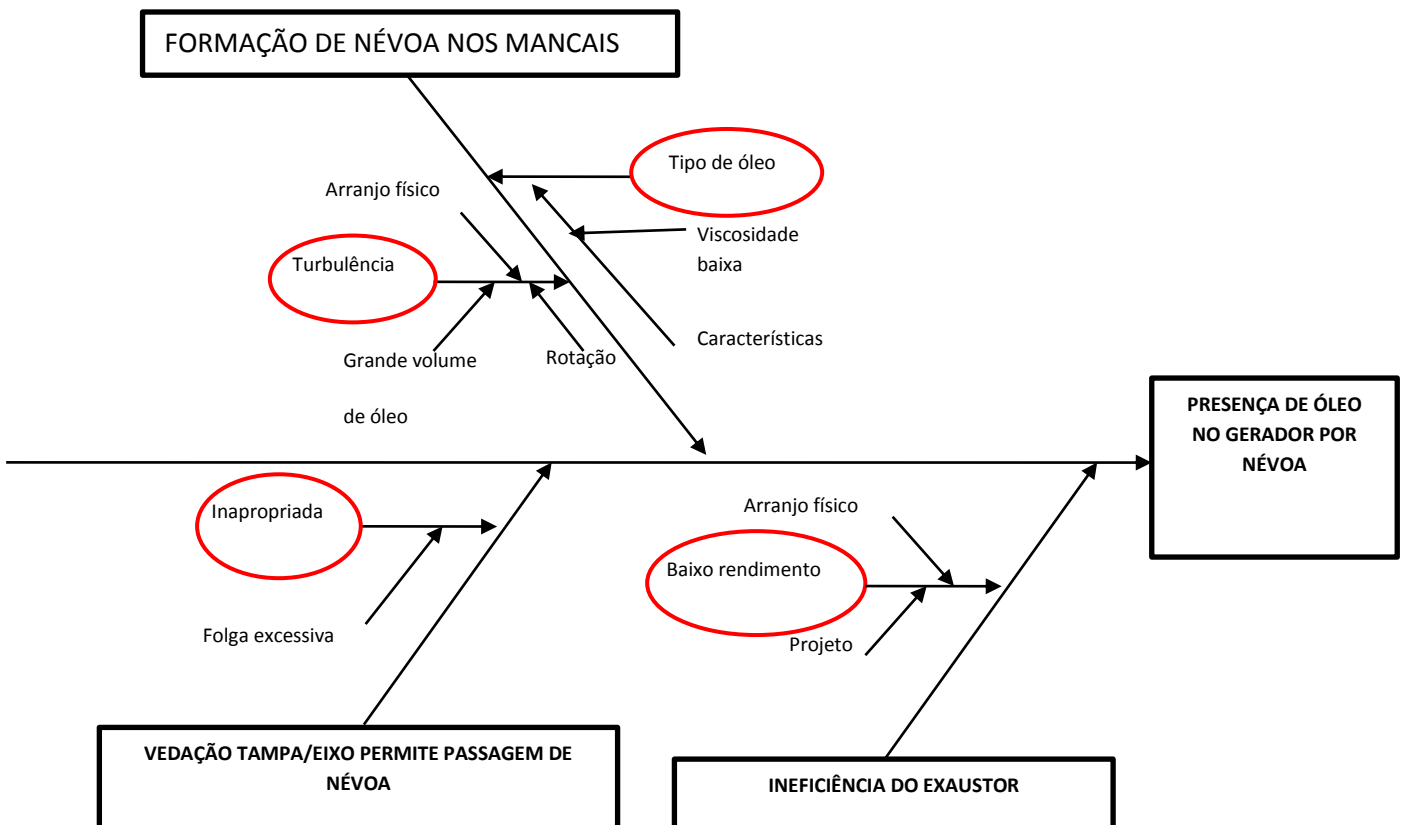 FORMAÇÃO DE NÉVOA NOS MANCAIS
Tipo de óleo
Arranjo físico
Viscosidade
baixa
Turbulência
Características
Grande volume
de óleo
Rotação
PRESENÇA DE ÓLEO
NO GERADOR POR
NÉVOA
Inapropriada
Arranjo físico
Baixo rendimento
Folga excessiva
Projeto
VEDAÇÃO TAMPA/EIXO PERMITE PASSAGEM DE
NÉVOA
INEFICIÊNCIA DO EXAUSTOR